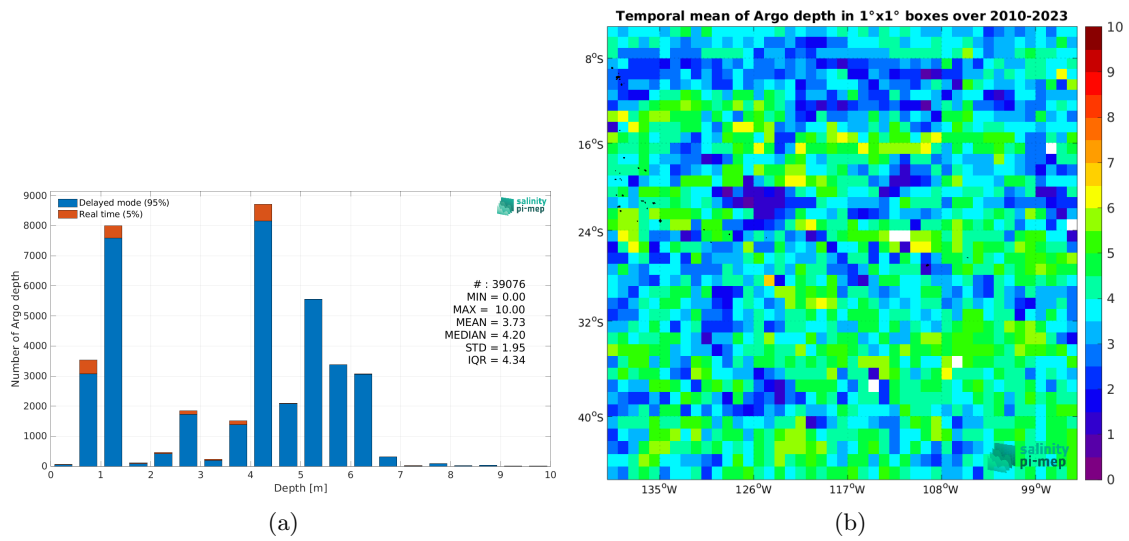 9000
8000
7000
6000
5000
4000
3000
2000
1000
0
Number of Argo depth
Delayed mode (95%)
Real time (5%)
salinity
pi-mep
# : 39076
MIN = 0.00
MAX = 10.00
MEAN = 3.73
MEDIAN = 4.20
STD = 1.95
IQR = 4.34
0 1 2 3 4 5 6 7 8 9 10
Depth [m]
(a)
Temporal mean of Argo depth in 1°x1° boxes over 2010-2023
8°S
16°S
24°S
32°S
40°S
135°W 126°W 117°W 108°W 99°W
salinity
pi-mep
10
9
8
7
6
5
4
3
2
1
0
(b)